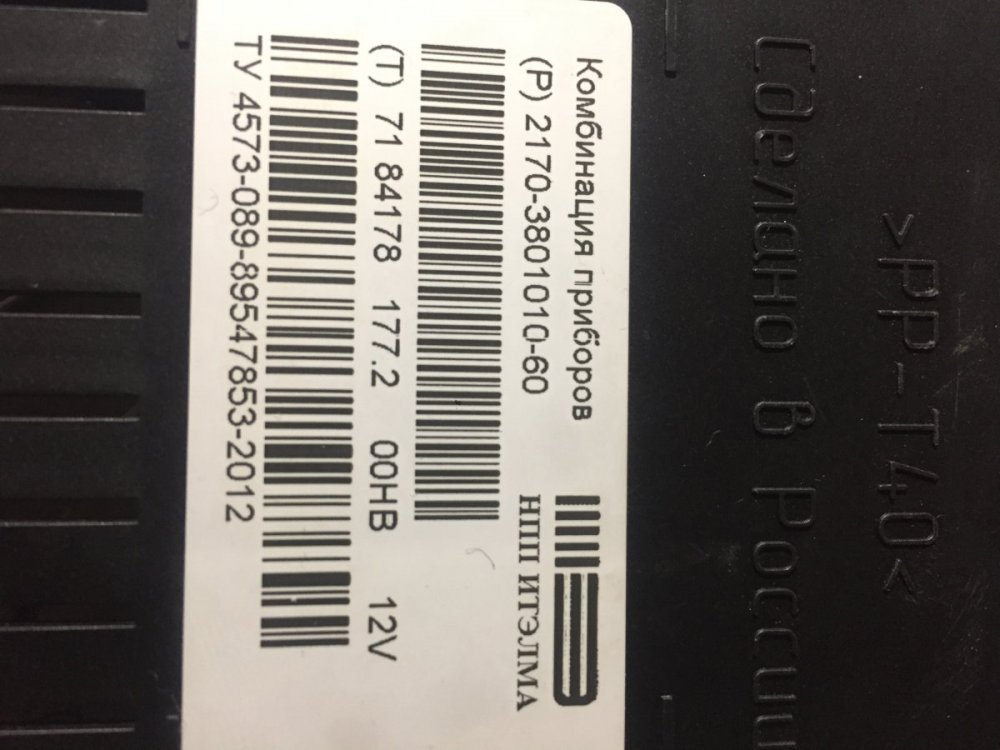 >PP-T40<
Сделано в России
Комбинация приборов
(P) 2170-3801010-60
НПП ИТЭЛМА
(T) 71 84178 177.2 00HB 12V
ТУ 4573-089-89547853-2012